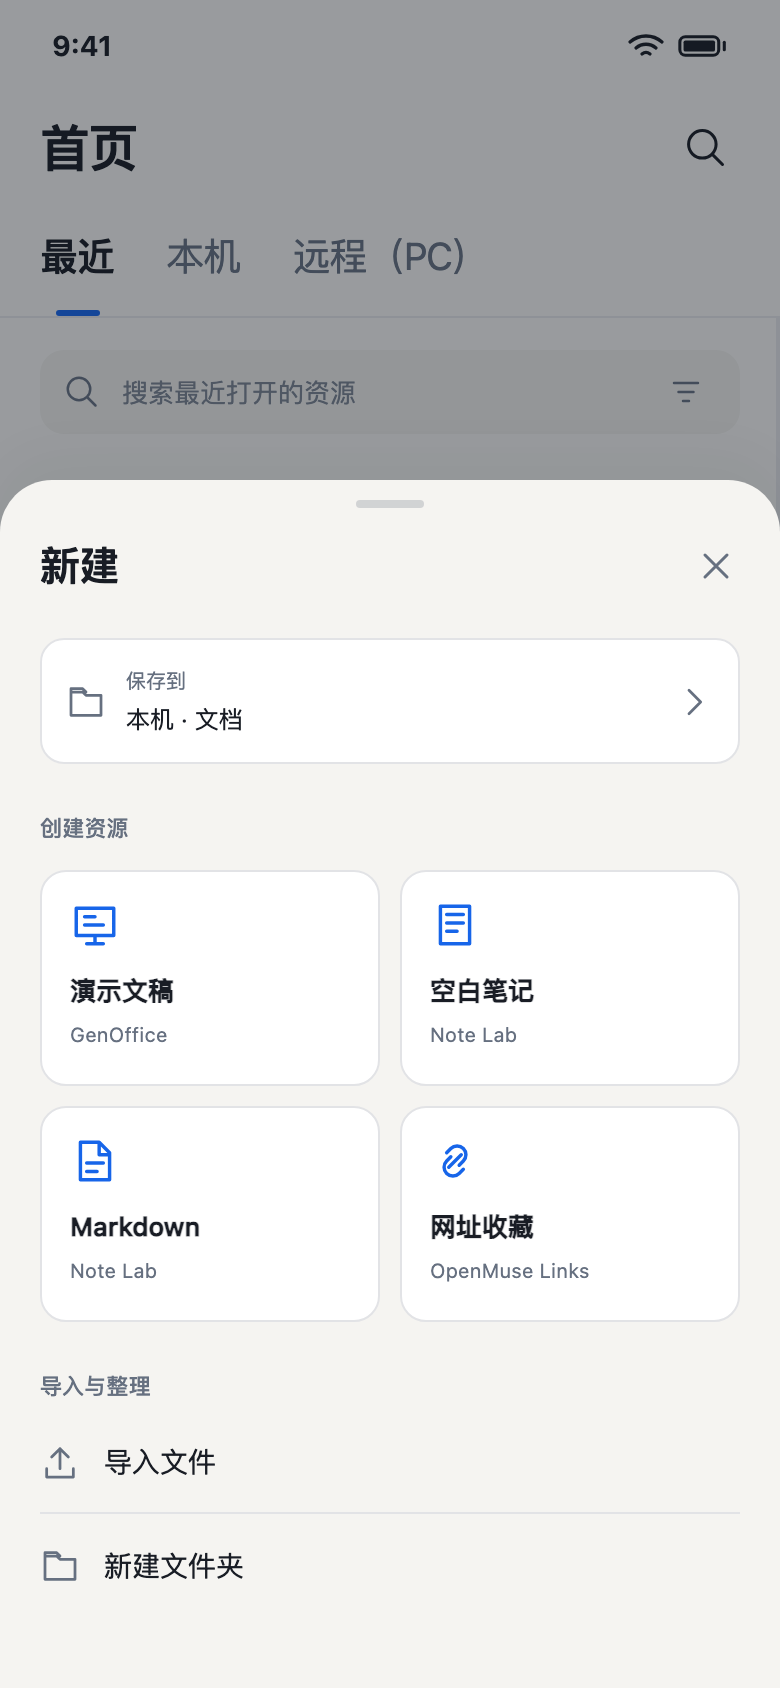 9:41
首页
最近 本机 远程（PC）
搜索最近打开的资源
新建
保存到
本机 · 文档
创建资源
演示文稿
GenOffice
空白笔记
Note Lab
Markdown
Note Lab
网址收藏
OpenMuse Links
导入与整理
导入文件
新建文件夹